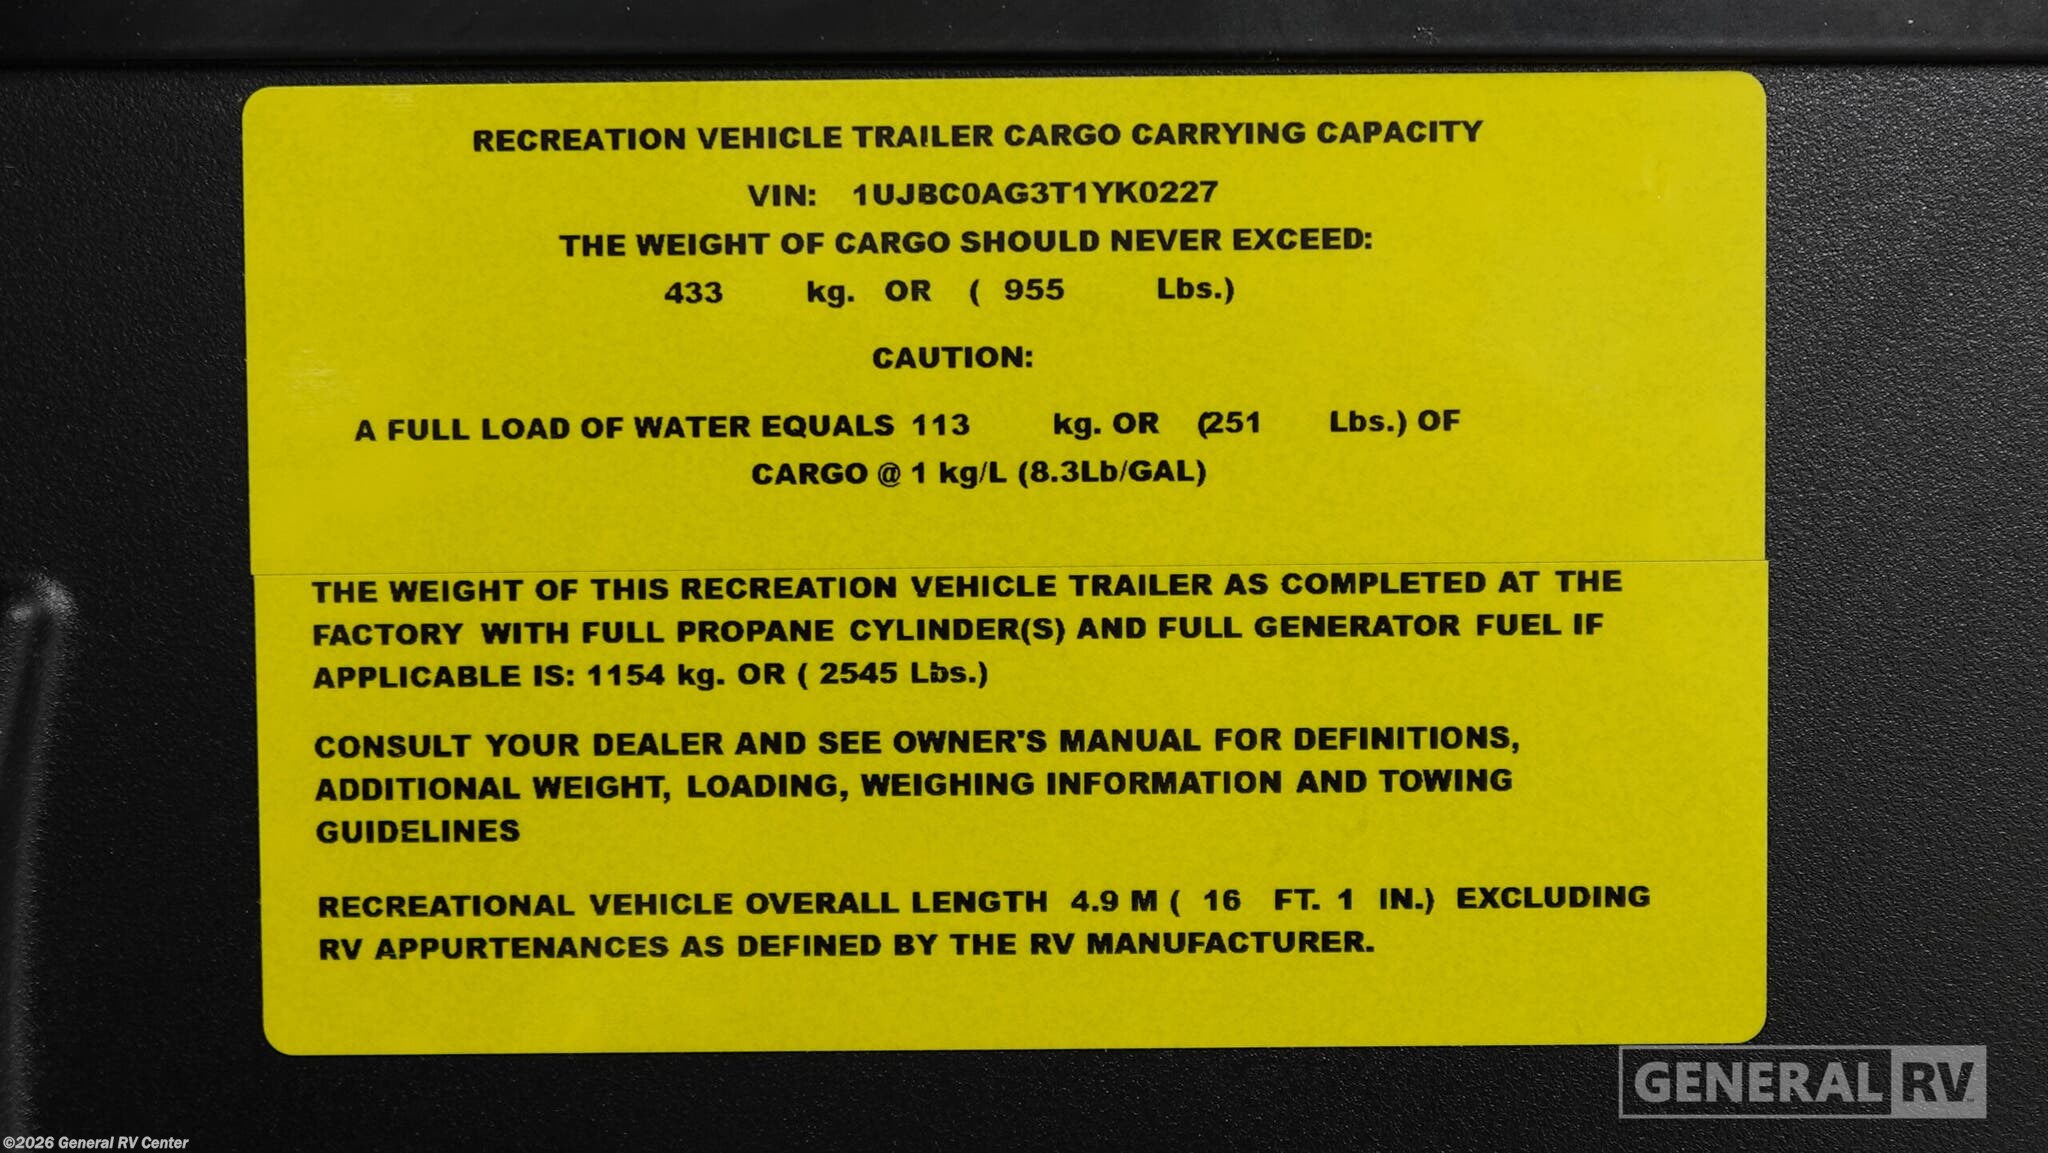 RECREATION VEHICLE TRAILER CARGO CARRYING CAPACITY
VIN: 1UJBC0AG3T1YK0227
THE WEIGHT OF CARGO SHOULD NEVER EXCEED:
433 kg. OR ( 955 Lbs.)
CAUTION:
A FULL LOAD OF WATER EQUALS 113 kg. OR (251 Lbs.) OF
CARGO @ 1 kg/L (8.3Lb/GAL)
THE WEIGHT OF THIS RECREATION VEHICLE TRAILER AS COMPLETED AT THE
FACTORY WITH FULL PROPANE CYLINDER(S) AND FULL GENERATOR FUEL IF
APPLICABLE IS: 1154 kg. OR ( 2545 Lbs.)
CONSULT YOUR DEALER AND SEE OWNER'S MANUAL FOR DEFINITIONS,
ADDITIONAL WEIGHT, LOADING, WEIGHING INFORMATION AND TOWING
GUIDELINES
RECREATIONAL VEHICLE OVERALL LENGTH 4.9 M ( 16 FT. 1 IN.) EXCLUDING
RV APPURTENANCES AS DEFINED BY THE RV MANUFACTURER.
GENERAL RV
©2026 General RV Center